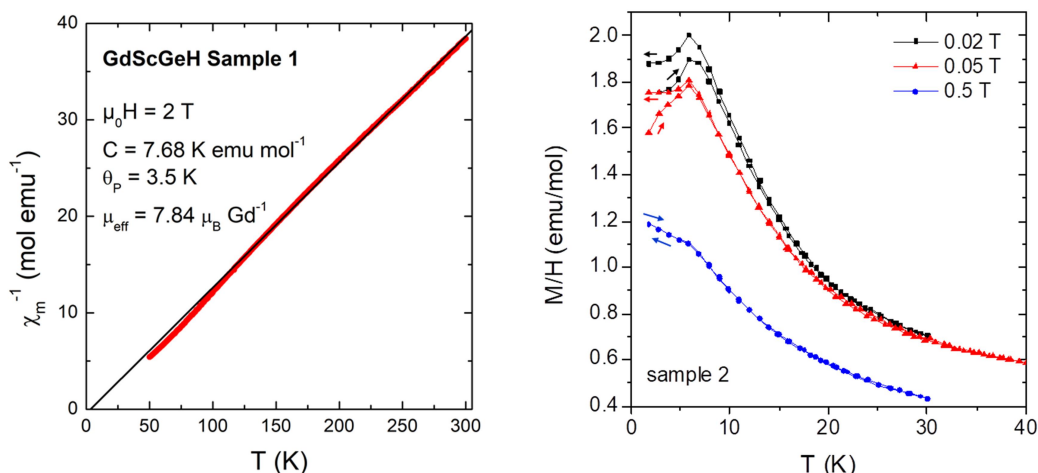 40
30
20
10
0
0 50 100 150 200 250 300
χm-1 (mol emu-1)
T (K)
GdScGeH Sample 1
μ0H = 2 T
C = 7.68 K emu mol-1
θP = 3.5 K
μeff = 7.84 μB Gd-1
2.0
1.8
1.6
1.4
1.2
1.0
0.8
0.6
0.4
0 10 20 30 40
M/H (emu/mol)
T (K)
0.02 T
0.05 T
0.5 T
sample 2